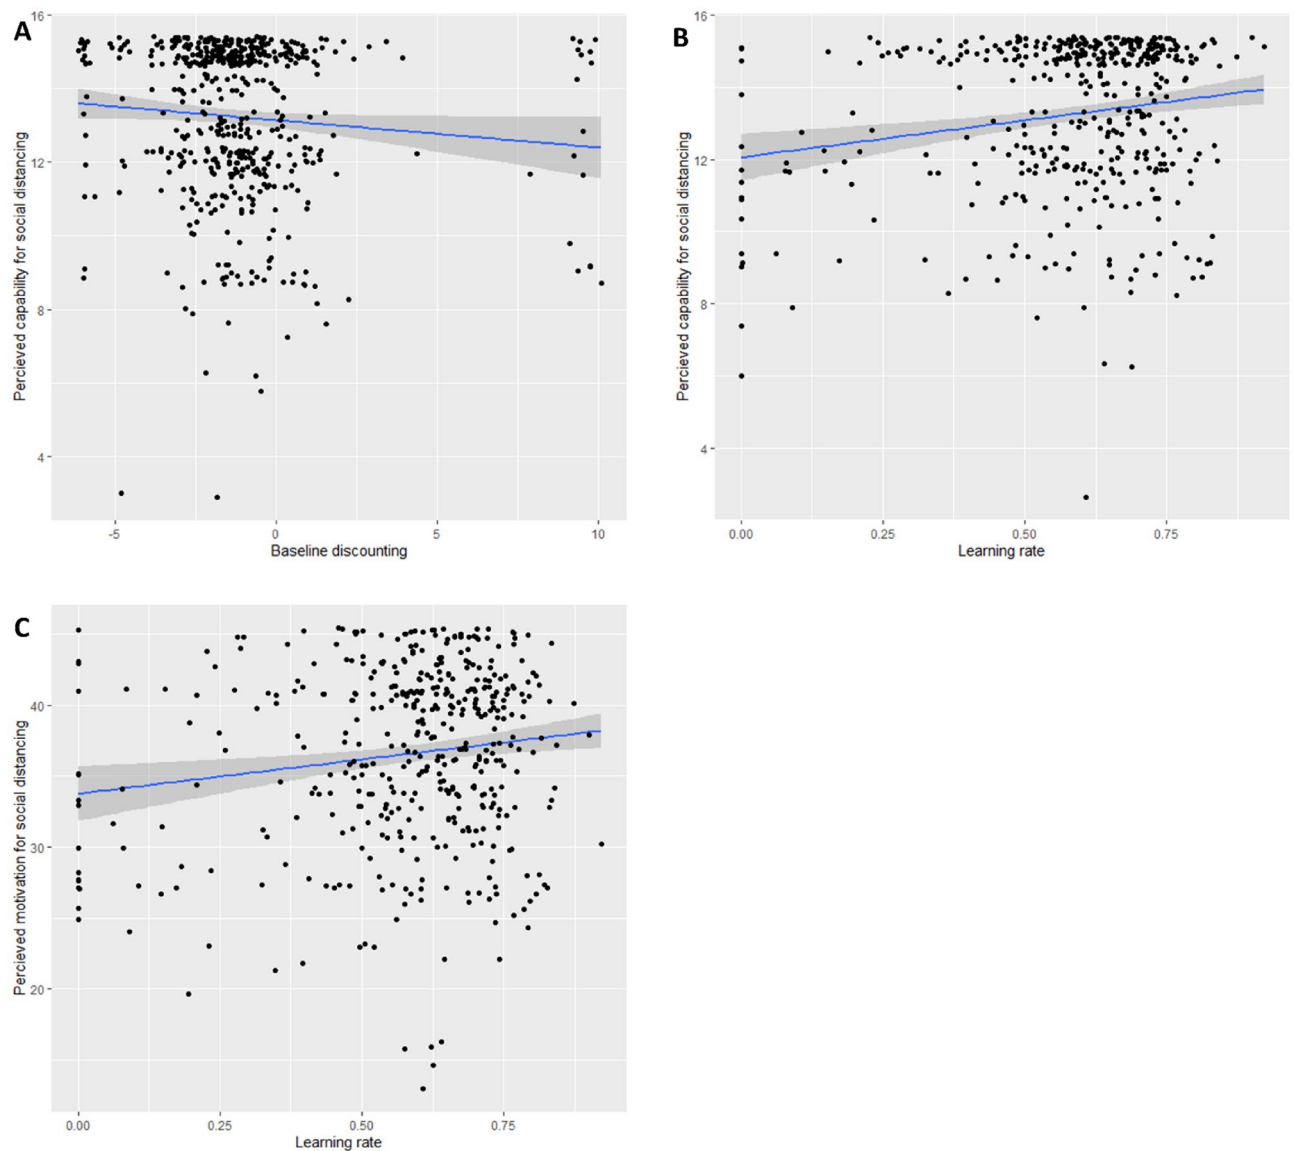 A
16
12
8
4
Percieved capability for social distancing
-5
0
5
10
Baseline discounting
B
16
12
8
4
Percieved capability for social distancing
0.00
0.25
0.50
0.75
Learning rate
C
40
30
20
Percieved motivation for social distancing
0.00
0.25
0.50
0.75
Learning rate